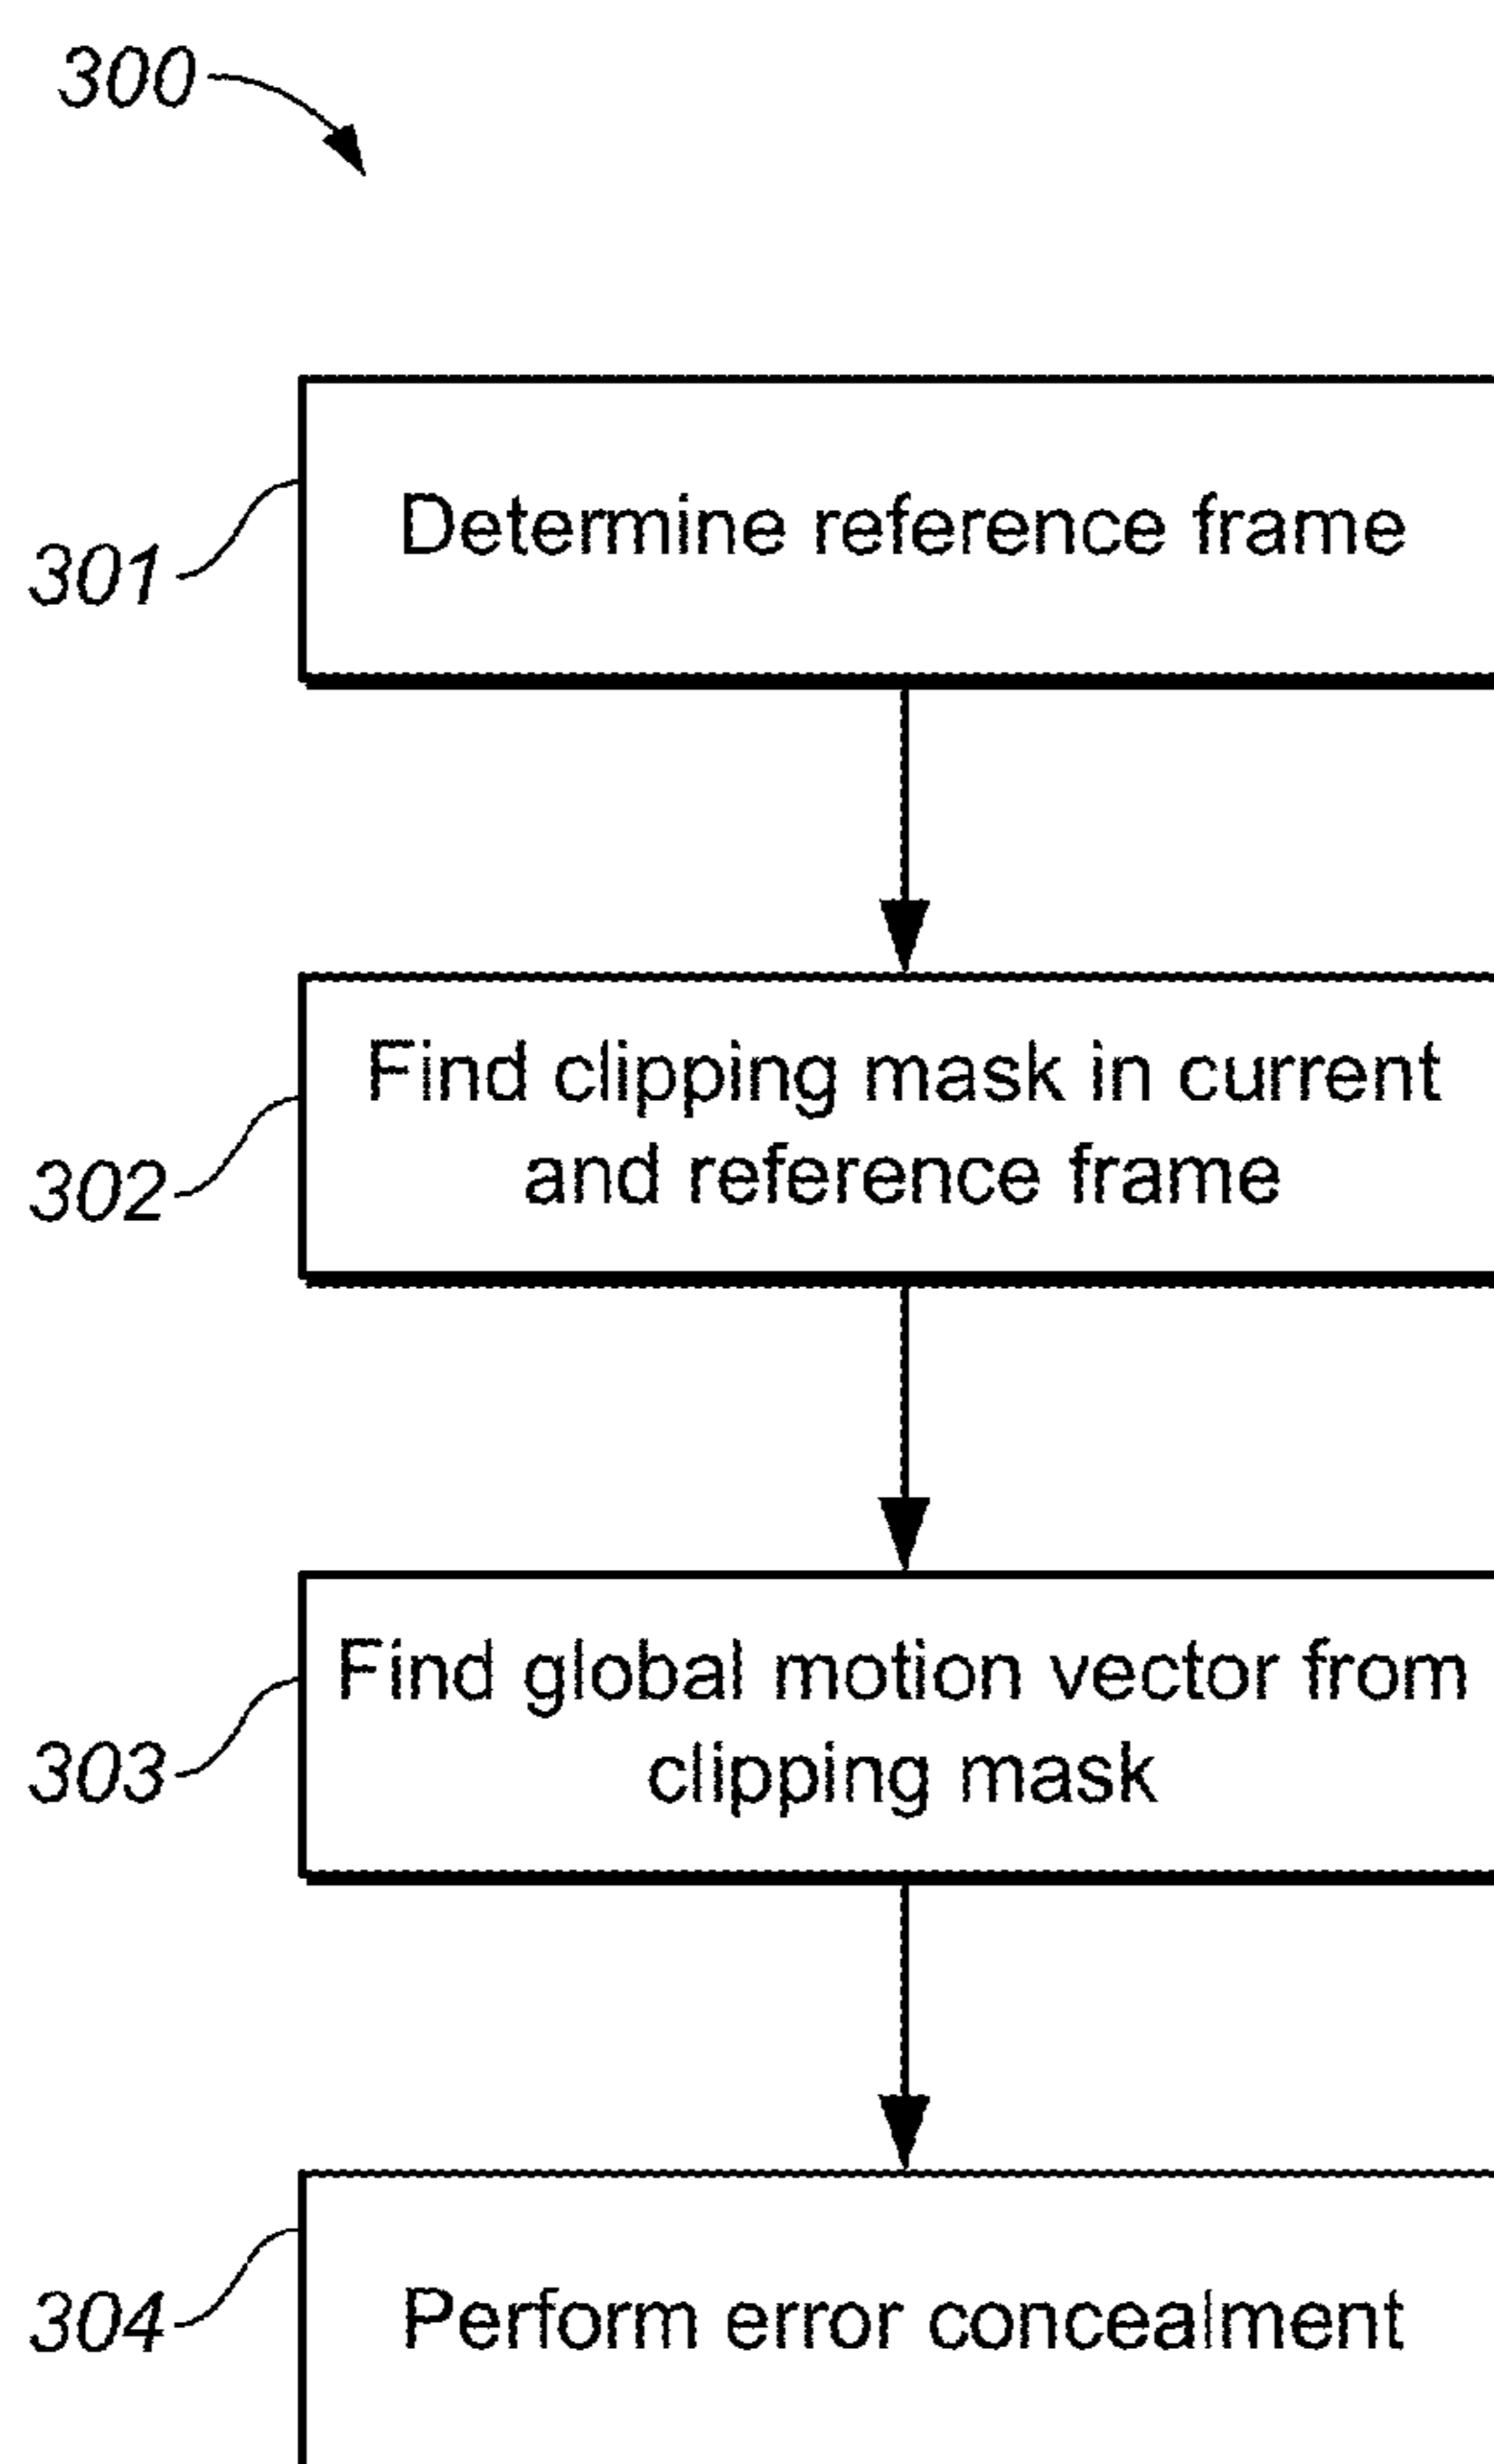 300
301
Determine reference frame
302
Find clipping mask in current
and reference frame
303
Find global motion vector from
clipping mask
304
Perform error concealment